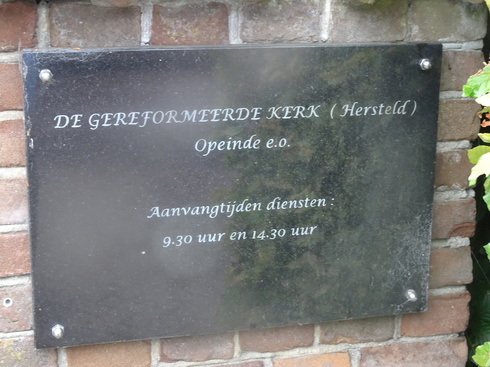 DE GEREFORMEERDE KERK ( Hersteld )
Opeinde e.o.
Aanvangtijden diensten :
9.30 uur en 14.30 uur